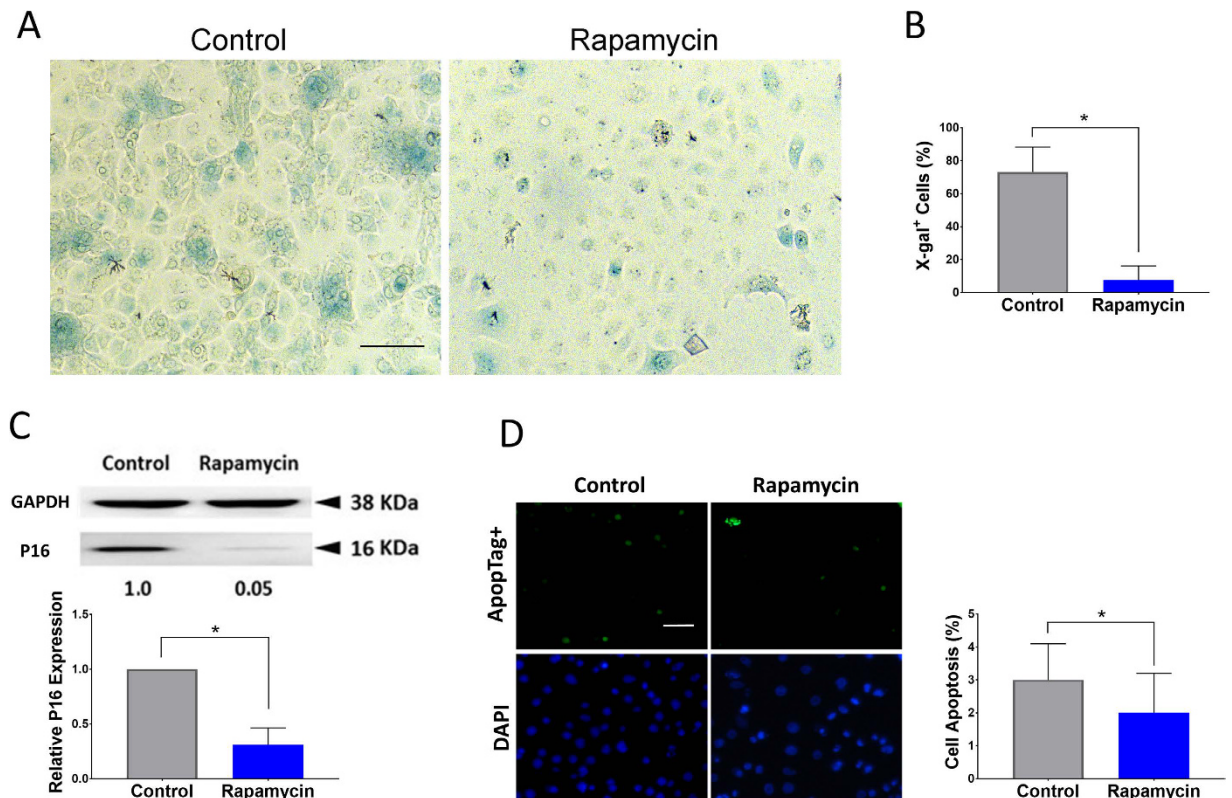 A
Control Rapamycin
B
100
80
60
40
20
0
X-gal+ Cells (%)
*
Control Rapamycin
C
Control Rapamycin
GAPDH 38 KDa
P16 16 KDa
1.0 0.05
Relative P16 Expression
1.5
1.0
0.5
0.0
*
Control Rapamycin
D
Control Rapamycin
ApopTag+
DAPI
Cell Apoptosis (%)
5
4
3
2
1
0
*
Control Rapamycin